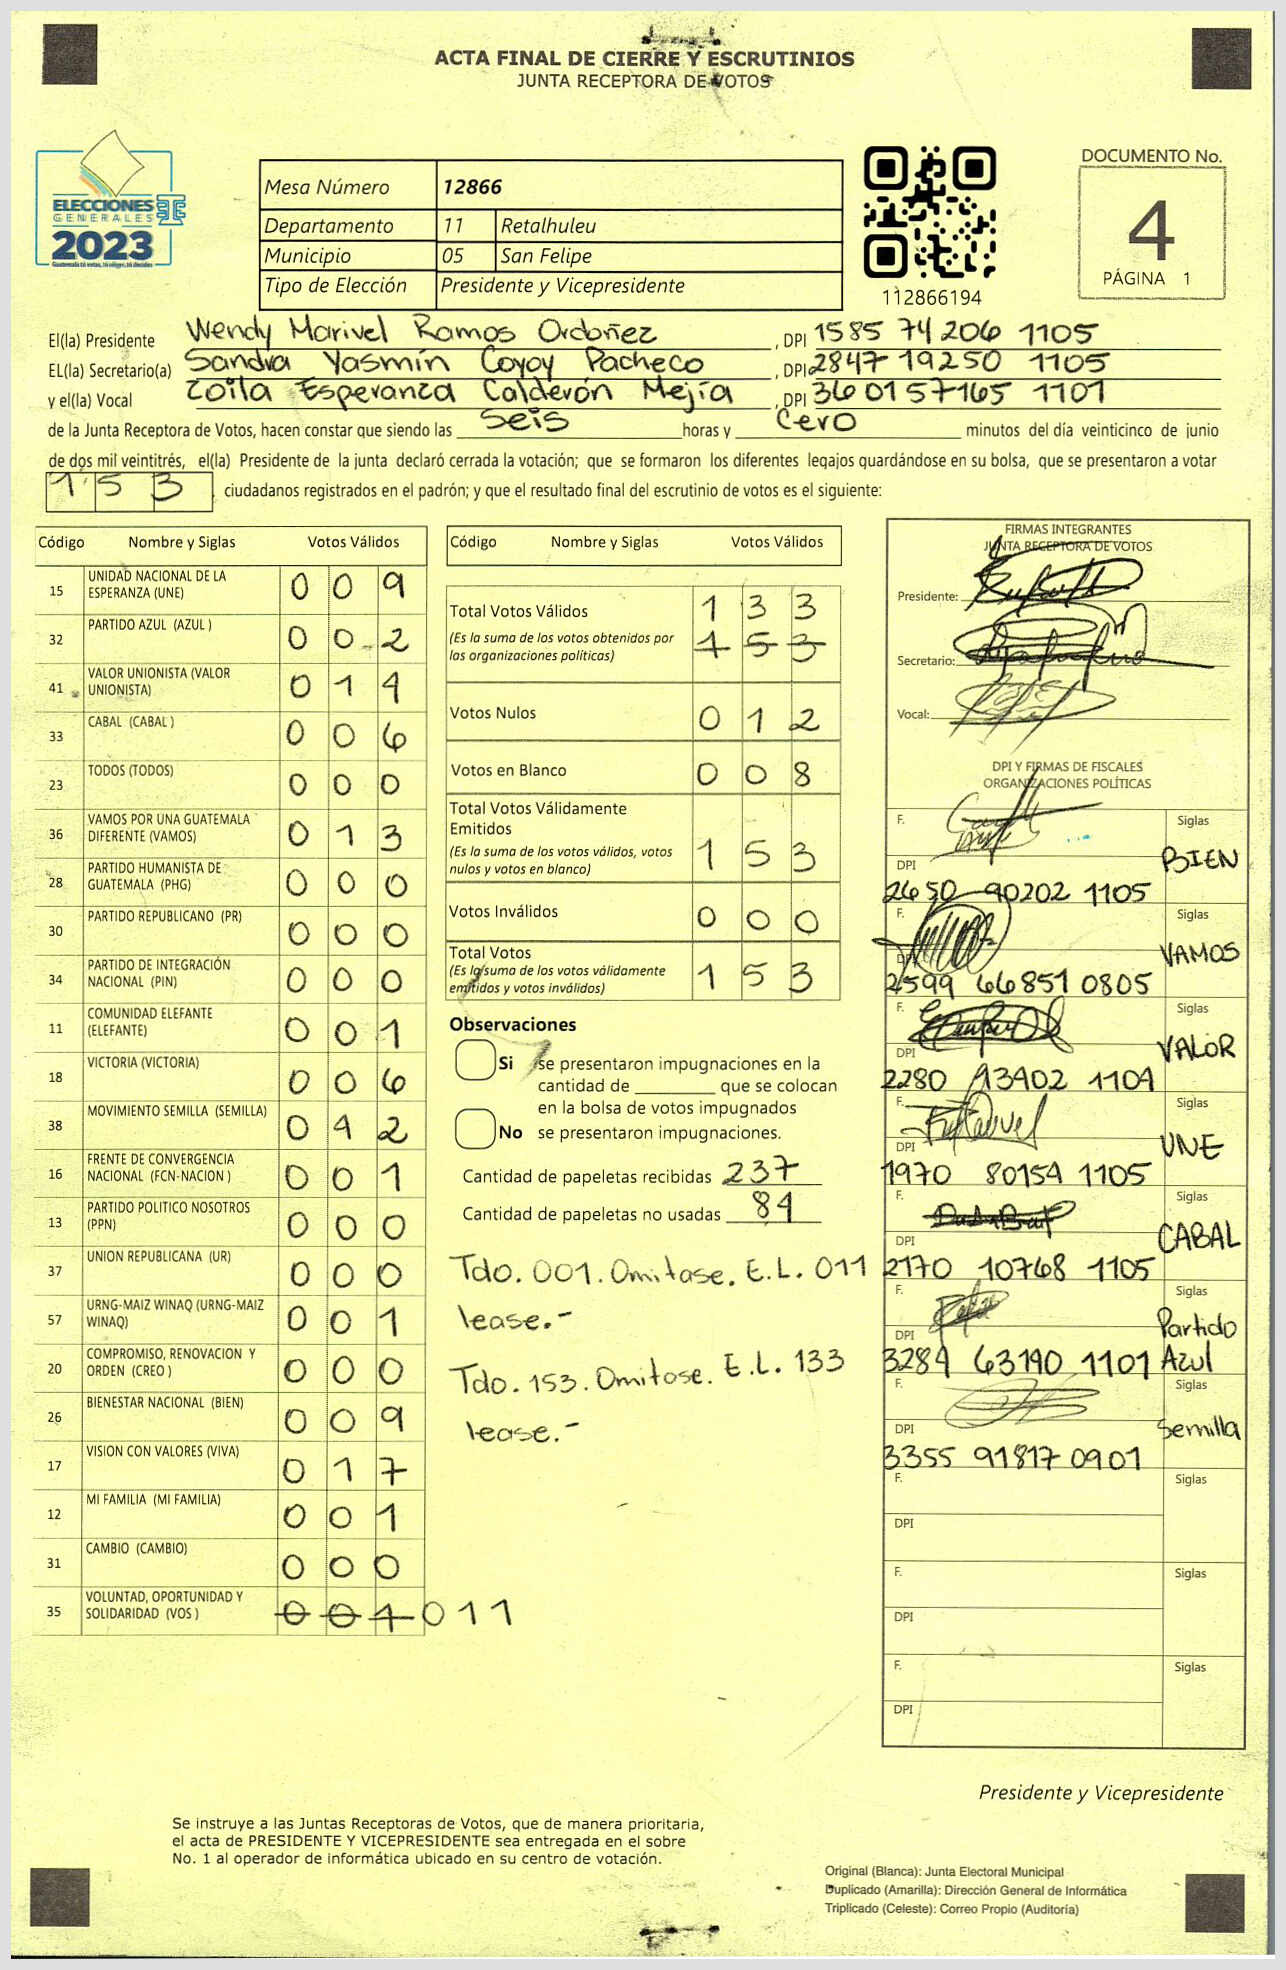 ACTA FINAL DE CIERRE Y ESCRUTINIOS
JUNTA RECEPTORA DE VOTOS
ELECCIONES
GENERALES
2023
Guatemala tú votas, tú eliges, tú decides
Mesa Número 12866
Departamento 11 Retalhuleu
Municipio 05 San Felipe
Tipo de Elección Presidente y Vicepresidente
112866194
DOCUMENTO No.
4
PÁGINA 1
El(la) Presidente Wendy Marivel Ramos Ordoñez, DPI 1585 74206 1105
EL(la) Secretario(a) Sandra Yasmín Coyoy Pacheco, DPI 2847 19250 1105
y el(la) Vocal Zoila Esperanza Calderón Mejía, DPI 3601 57165 1101
de la Junta Receptora de Votos, hacen constar que siendo las Seis horas y Cero minutos del día veinticinco de junio
de dos mil veintitrés, el(la) Presidente de la junta declaró cerrada la votación; que se formaron los diferentes legajos guardándose en su bolsa, que se presentaron a votar
153 ciudadanos registrados en el padrón; y que el resultado final del escrutinio de votos es el siguiente:
Código Nombre y Siglas Votos Válidos
15 UNIDAD NACIONAL DE LA
ESPERANZA (UNE) 0 0 9
32 PARTIDO AZUL (AZUL ) 0 0 2
41 VALOR UNIONISTA (VALOR
UNIONISTA) 0 1 4
33 CABAL (CABAL ) 0 0 6
23 TODOS (TODOS) 0 0 0
36 VAMOS POR UNA GUATEMALA
DIFERENTE (VAMOS) 0 1 3
28 PARTIDO HUMANISTA DE
GUATEMALA (PHG) 0 0 0
30 PARTIDO REPUBLICANO (PR) 0 0 0
34 PARTIDO DE INTEGRACIÓN
NACIONAL (PIN) 0 0 0
11 COMUNIDAD ELEFANTE
(ELEFANTE) 0 0 1
18 VICTORIA (VICTORIA) 0 0 6
38 MOVIMIENTO SEMILLA (SEMILLA) 0 4 2
16 FRENTE DE CONVERGENCIA
NACIONAL (FCN-NACION ) 0 0 1
13 PARTIDO POLITICO NOSOTROS
(PPN) 0 0 0
37 UNION REPUBLICANA (UR) 0 0 0
57 URNG-MAIZ WINAQ (URNG-MAIZ
WINAQ) 0 0 1
20 COMPROMISO, RENOVACION Y
ORDEN (CREO ) 0 0 0
26 BIENESTAR NACIONAL (BIEN) 0 0 9
17 VISION CON VALORES (VIVA) 0 1 7
12 MI FAMILIA (MI FAMILIA) 0 0 1
31 CAMBIO (CAMBIO) 0 0 0
35 VOLUNTAD, OPORTUNIDAD Y
SOLIDARIDAD (VOS ) 0 0 1 0 1 1
Código Nombre y Siglas Votos Válidos
Total Votos Válidos 1 3 3
(Es la suma de los votos obtenidos por
las organizaciones políticas) 1 5 3
Votos Nulos 0 1 2
Votos en Blanco 0 0 8
Total Votos Válidamente
Emitidos
(Es la suma de los votos válidos, votos
nulos y votos en blanco) 1 5 3
Votos Inválidos 0 0 0
Total Votos
(Es la suma de los votos válidamente
emitidos y votos inválidos) 1 5 3
Observaciones
Si se presentaron impugnaciones en la
cantidad de ________ que se colocan
en la bolsa de votos impugnados
No se presentaron impugnaciones.
Cantidad de papeletas recibidas 237
Cantidad de papeletas no usadas 84
Tdo. 001. Omitase. E.L. 011
lease.-
Tdo. 153. Omitase. E.L. 133
lease.-
FIRMAS INTEGRANTES
JUNTA RECEPTORA DE VOTOS
Presidente:
Secretario:
Vocal:
DPI Y FIRMAS DE FISCALES
ORGANIZACIONES POLÍTICAS
F. Siglas
DPI BIEN
2650 90202 1105
F. Siglas
DPI VAMOS
2599 66851 0805
F. Siglas
DPI VALOR
2280 13402 1104
F. Siglas
DPI UNE
1970 80154 1105
F. Siglas
DPI CABAL
2170 10768 1105
F. Siglas
DPI Partido
3284 63190 1101 Azul
F. Siglas
DPI Semilla
3355 91817 0901
F. Siglas
DPI
F. Siglas
DPI
F. Siglas
DPI
Presidente y Vicepresidente
Se instruye a las Juntas Receptoras de Votos, que de manera prioritaria,
el acta de PRESIDENTE Y VICEPRESIDENTE sea entregada en el sobre
No. 1 al operador de informática ubicado en su centro de votación.
Original (Blanca): Junta Electoral Municipal
Duplicado (Amarilla): Dirección General de Informática
Triplicado (Celeste): Correo Propio (Auditoría)